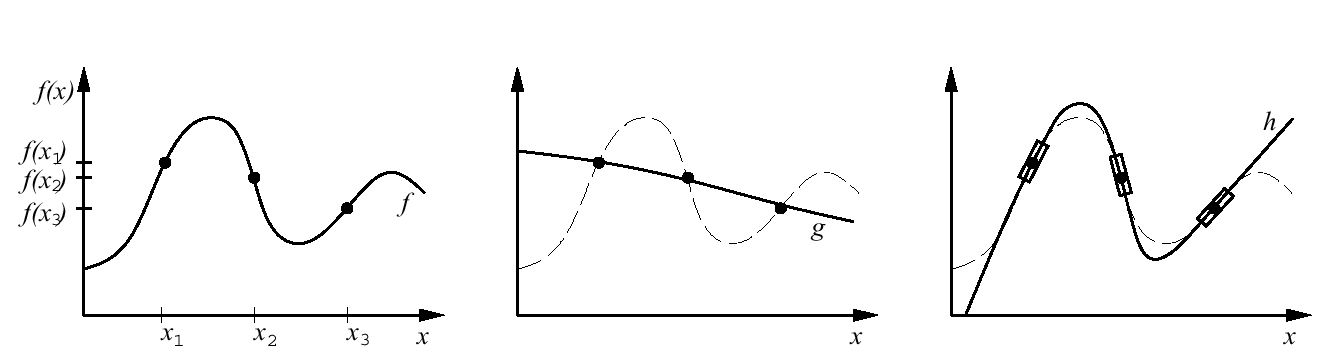 f(x)
f(x1)
f(x2)
f(x3)
f
x1 x2 x3 x
g
x
h
x